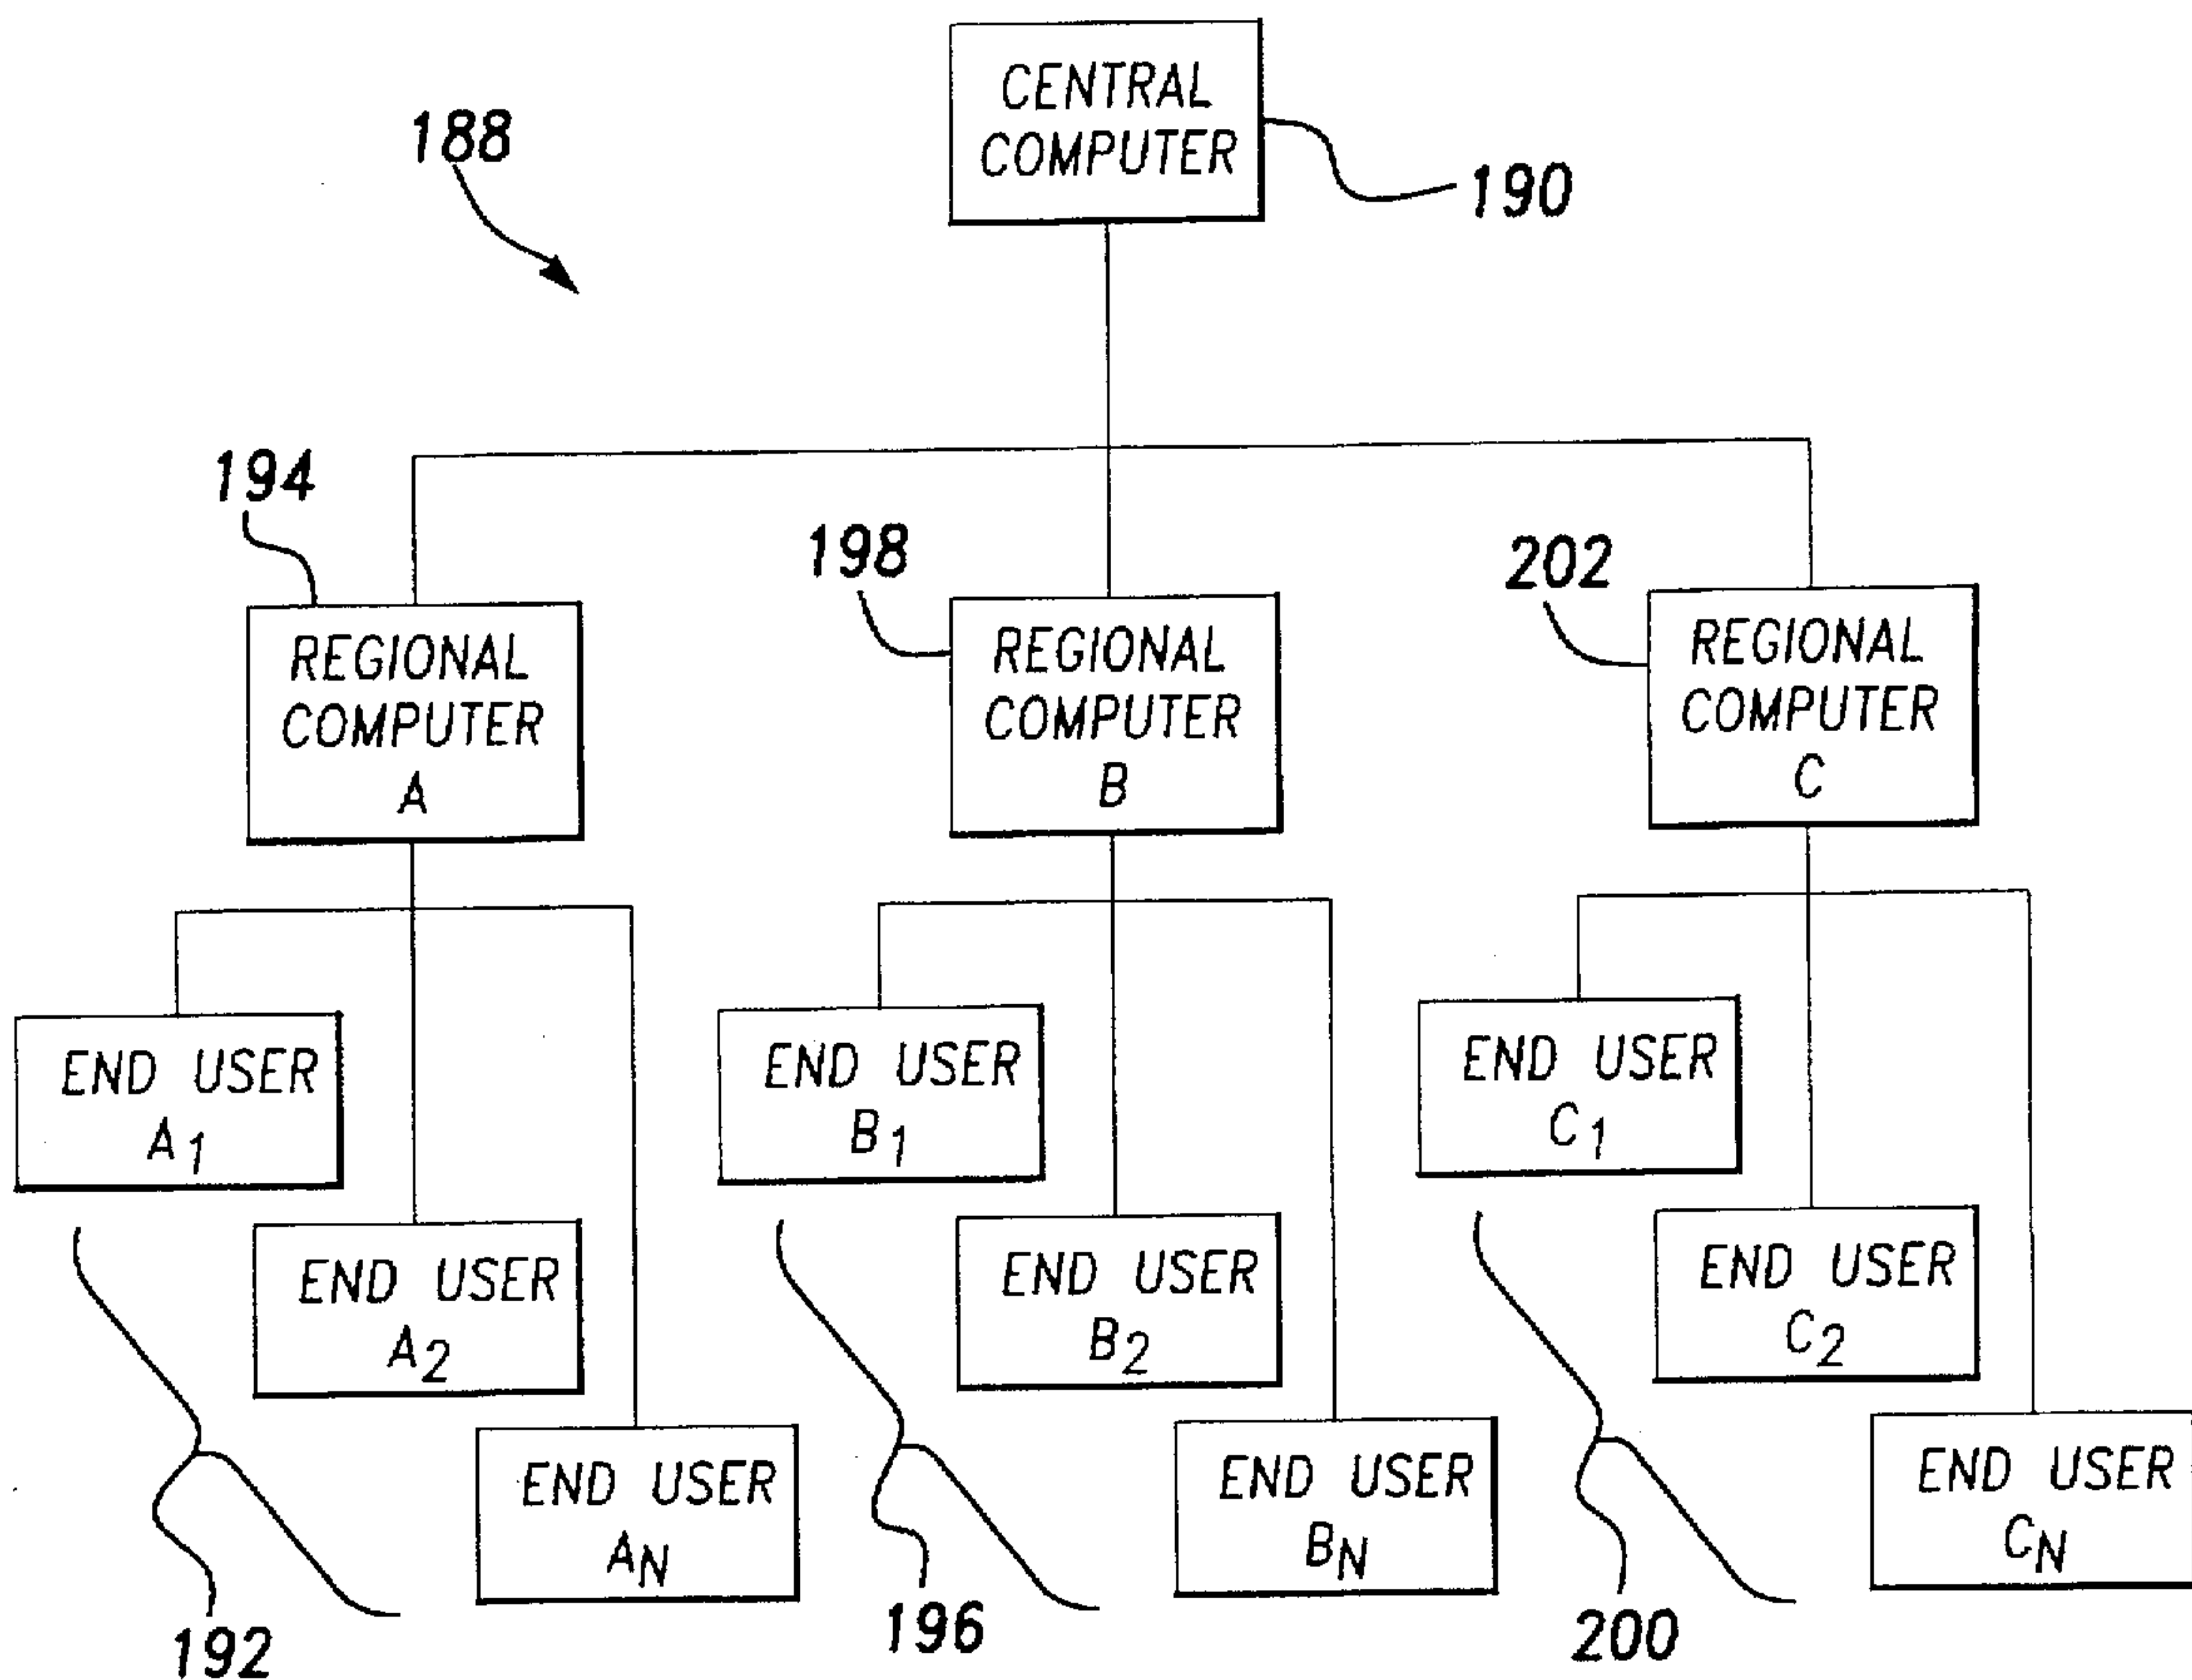 CENTRAL
COMPUTER
188
190
194
198
202
REGIONAL
COMPUTER
A
REGIONAL
COMPUTER
B
REGIONAL
COMPUTER
C
END USER
A1
END USER
B1
END USER
C1
END USER
A2
END USER
B2
END USER
C2
END USER
AN
END USER
BN
END USER
CN
192
196
200